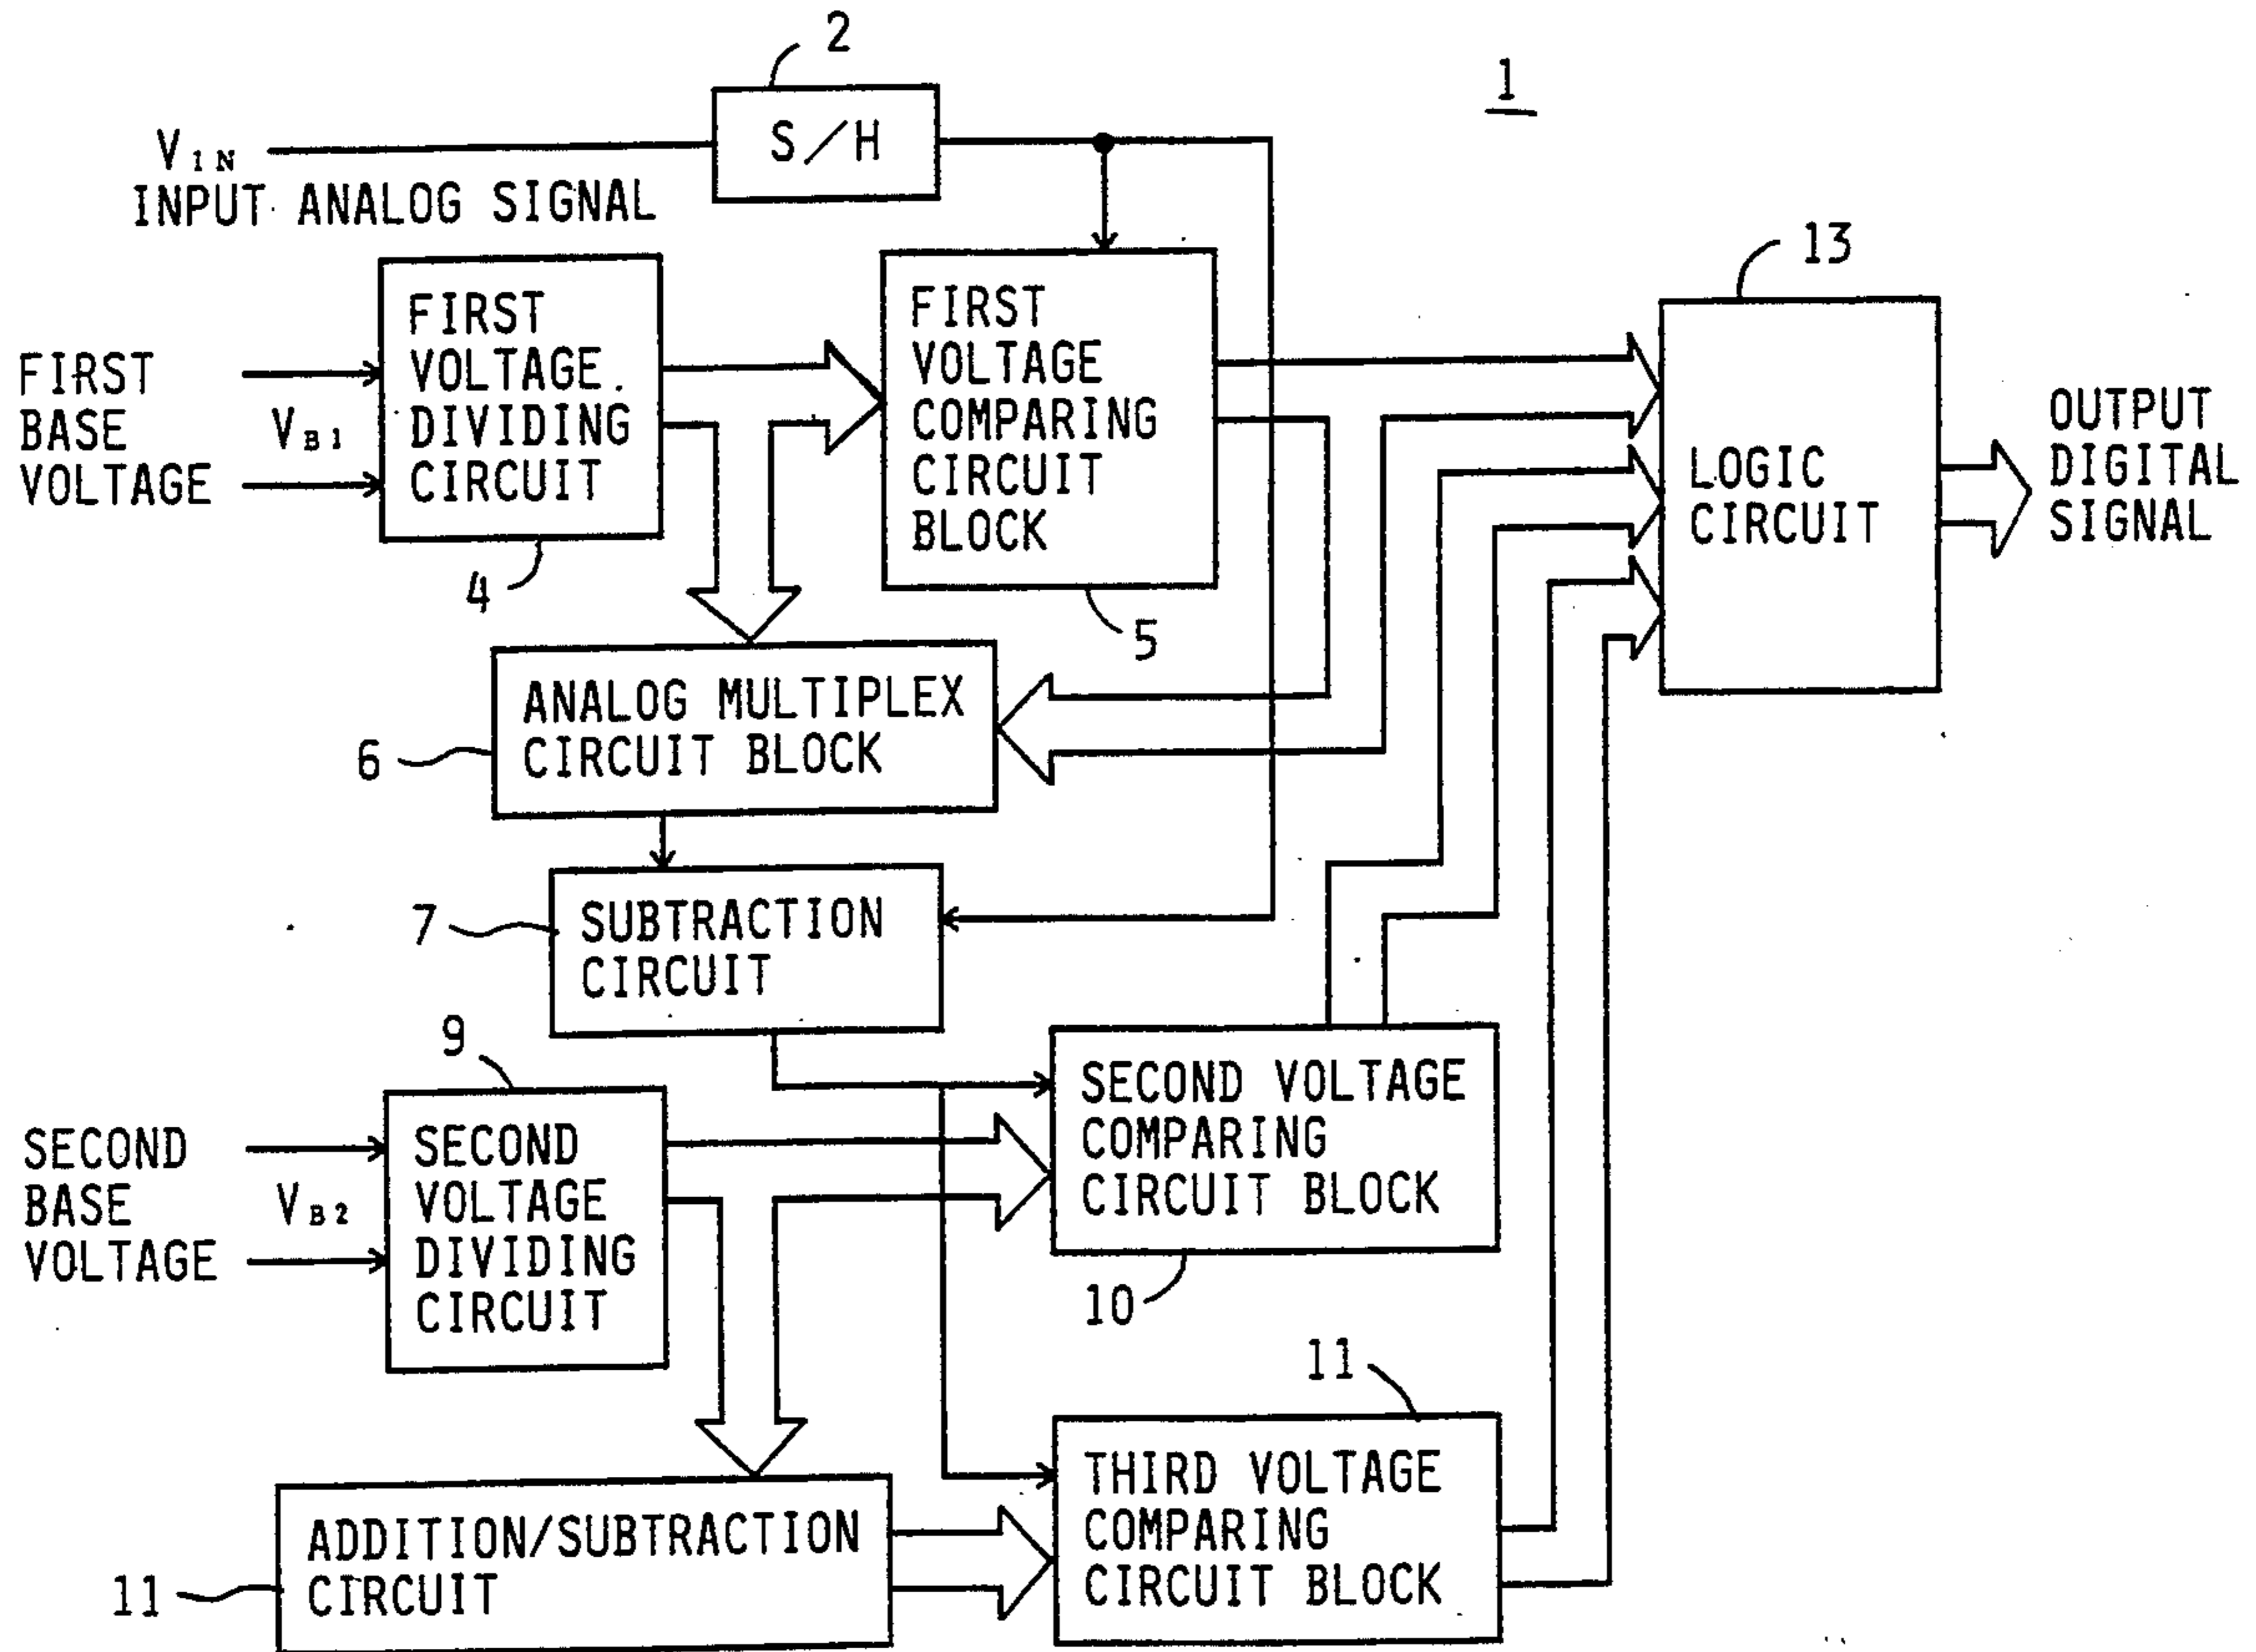 2
1
S/H
VIN
INPUT ANALOG SIGNAL
13
FIRST
VOLTAGE
DIVIDING
CIRCUIT
FIRST
VOLTAGE
COMPARING
CIRCUIT
BLOCK
FIRST
BASE
VOLTAGE
VB1
LOGIC
CIRCUIT
OUTPUT
DIGITAL
SIGNAL
4
5
ANALOG MULTIPLEX
CIRCUIT BLOCK
6
SUBTRACTION
CIRCUIT
7
9
SECOND VOLTAGE
COMPARING
CIRCUIT BLOCK
SECOND
BASE
VOLTAGE
VB2
SECOND
VOLTAGE
DIVIDING
CIRCUIT
10
11
THIRD VOLTAGE
COMPARING
CIRCUIT BLOCK
ADDITION/SUBTRACTION
CIRCUIT
11